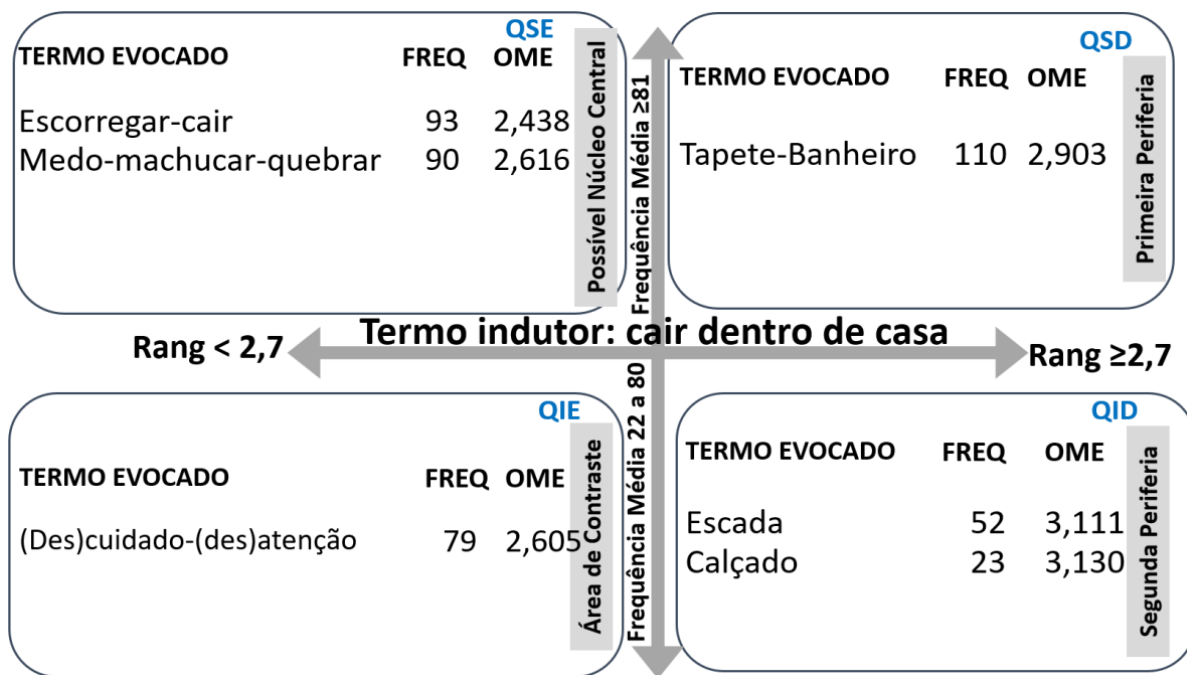 QSE
TERMO EVOCADO FREQ OME
Escorregar-cair 93 2,438
Medo-machucar-quebrar 90 2,616
Possível Núcleo Central
Frequência Média ≥81
QSD
TERMO EVOCADO FREQ OME
Tapete-Banheiro 110 2,903
Primeira Periferia
Termo indutor: cair dentro de casa
Rang < 2,7
Rang ≥2,7
QIE
TERMO EVOCADO FREQ OME
(Des)cuidado-(des)atenção 79 2,605
Área de Contraste
Frequência Média 22 a 80
QID
TERMO EVOCADO FREQ OME
Escada 52 3,111
Calçado 23 3,130
Segunda Periferia